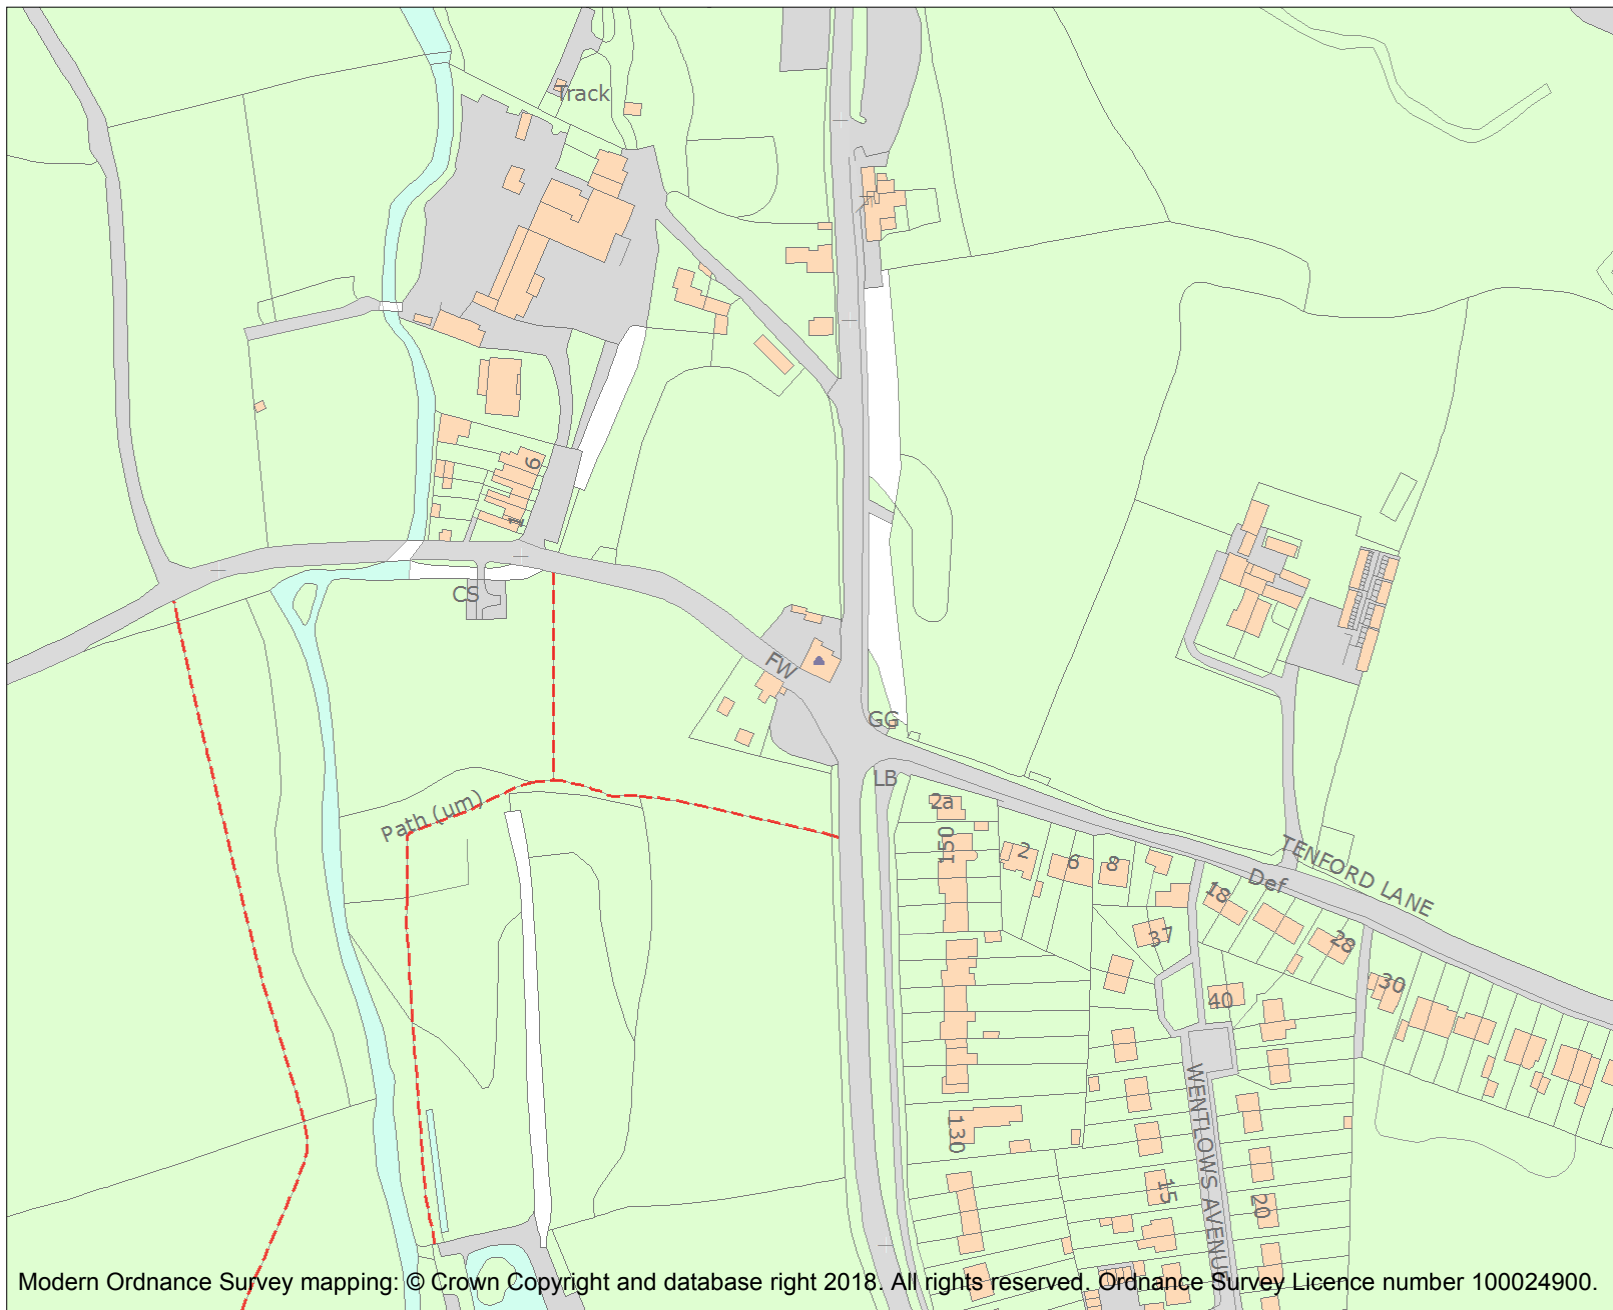 Track
6
1
CS
FW
GG
LB
2a
Path (um)
150
2
6
8
TENFORD LANE
Def
18
37
28
30
40
WENTLOWS AVENUE
130
15
20
Modern Ordnance Survey mapping: © Crown Copyright and database right 2018. All rights reserved. Ordnance Survey Licence number 100024900.